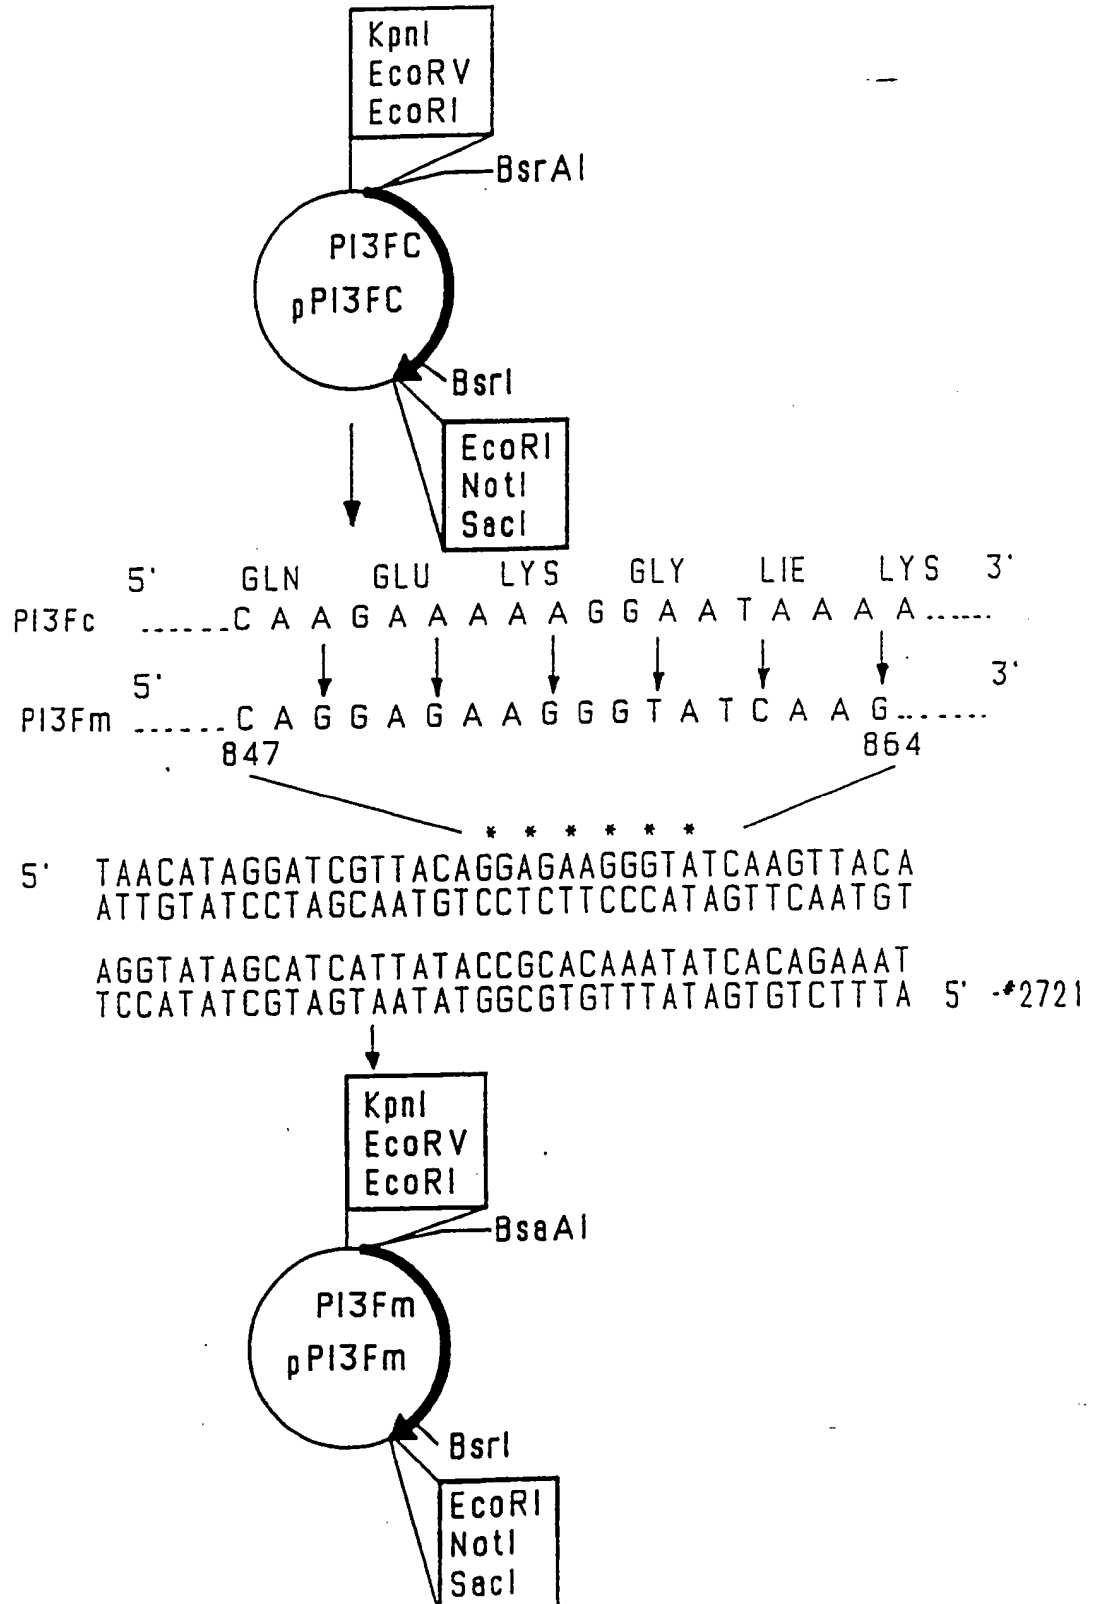 KpnI
EcoRV
EcoRI
BsrAI
PI3FC
pPI3FC
BsrI
EcoRI
NotI
SacI
5' GLN GLU LYS GLY LIE LYS 3'
PI3Fc ......C A A G A A A A A G G A A T A A A A......
5' 3'
PI3Fm ......C A G G A G A A G G G T A T C A A G.......
847 864
* * * * * *
5' TAACATAGGATCGTTACAGGAGAAGGGTATCAAGTTACA
ATTGTATCCTAGCAATGTCCTCTTCCCATAGTTCAATGT
AGGTATAGCATCATTATACCGCACAAATATCACAGAAAT
TCCATATCGTAGTAATATGGCGTGTTTATAGTGTCTTTA 5' -#2721
KpnI
EcoRV
EcoRI
BsaAI
PI3Fm
pPI3Fm
BsrI
EcoRI
NotI
SacI